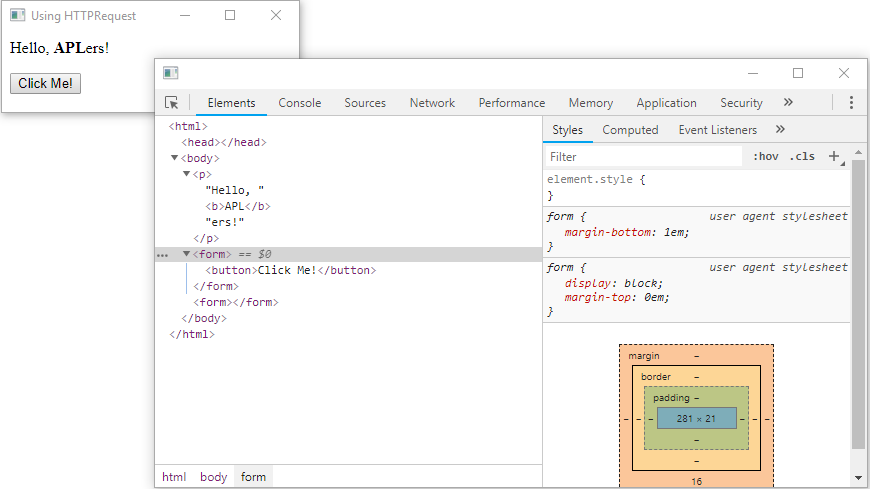 Using HTTPRequest
Hello, APLers!
Click Me!
Elements Console Sources Network Performance Memory Application Security »
<html>
<head></head>
<body>
<p>
"Hello, "
<b>APL</b>
"ers!"
</p>
… <form> == $0
<button>Click Me!</button>
</form>
<form></form>
</body>
</html>
html body form
Styles Computed Event Listeners »
Filter :hov .cls +
element.style {
}
form { user agent stylesheet
margin-bottom: 1em;
}
form { user agent stylesheet
display: block;
margin-top: 0em;
}
margin –
border –
padding –
– – – 281 × 21 – – –
–
–
16